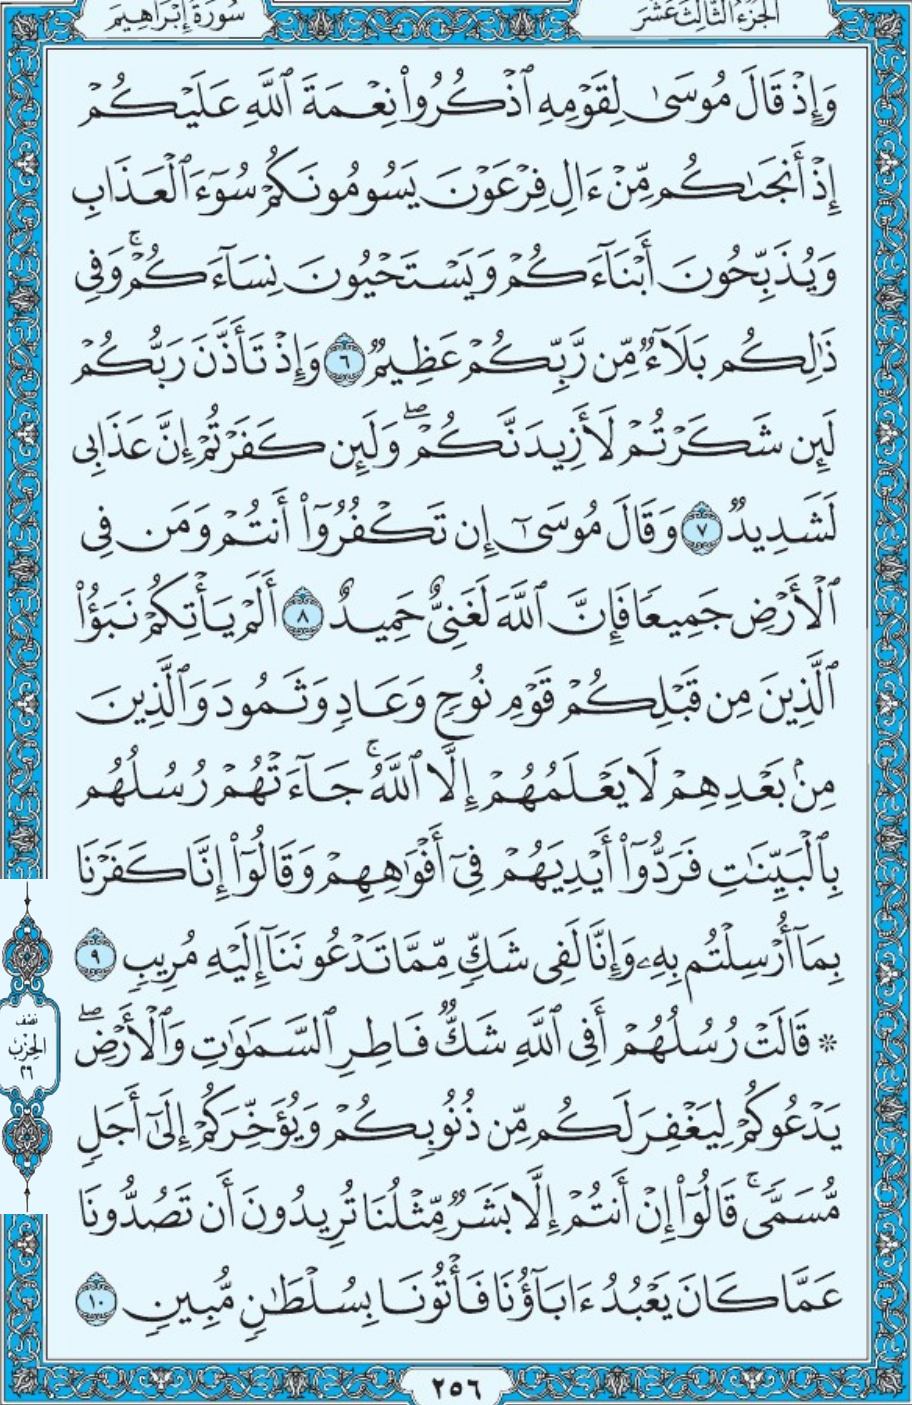 الجزء الثالث عشر
سورة إبراهيم
وَإِذْ قَالَ مُوسَىٰ لِقَوْمِهِ ٱذْكُرُوا۟ نِعْمَةَ ٱللَّهِ عَلَيْكُمْ
إِذْ أَنجَىٰكُم مِّنْ ءَالِ فِرْعَوْنَ يَسُومُونَكُمْ سُوٓءَ ٱلْعَذَابِ
وَيُذَبِّحُونَ أَبْنَآءَكُمْ وَيَسْتَحْيُونَ نِسَآءَكُمْ ۚ وَفِى
ذَٰلِكُم بَلَآءٌ مِّن رَّبِّكُمْ عَظِيمٌ ٦ وَإِذْ تَأَذَّنَ رَبُّكُمْ
لَئِن شَكَرْتُمْ لَأَزِيدَنَّكُمْ ۖ وَلَئِن كَفَرْتُمْ إِنَّ عَذَابِى
لَشَدِيدٌ ٧ وَقَالَ مُوسَىٰٓ إِن تَكْفُرُوٓا۟ أَنتُمْ وَمَن فِى
ٱلْأَرْضِ جَمِيعًا فَإِنَّ ٱللَّهَ لَغَنِىٌّ حَمِيدٌ ٨ أَلَمْ يَأْتِكُمْ نَبَؤُا۟
ٱلَّذِينَ مِن قَبْلِكُمْ قَوْمِ نُوحٍ وَعَادٍ وَثَمُودَ وَٱلَّذِينَ
مِنۢ بَعْدِهِمْ لَا يَعْلَمُهُمْ إِلَّا ٱللَّهُ ۚ جَآءَتْهُمْ رُسُلُهُم
بِٱلْبَيِّنَٰتِ فَرَدُّوٓا۟ أَيْدِيَهُمْ فِىٓ أَفْوَٰهِهِمْ وَقَالُوٓا۟ إِنَّا كَفَرْنَا
بِمَآ أُرْسِلْتُم بِهِۦ وَإِنَّا لَفِى شَكٍّ مِّمَّا تَدْعُونَنَآ إِلَيْهِ مُرِيبٍ ٩
۞ قَالَتْ رُسُلُهُمْ أَفِى ٱللَّهِ شَكٌّ فَاطِرِ ٱلسَّمَٰوَٰتِ وَٱلْأَرْضِ ۖ
يَدْعُوكُمْ لِيَغْفِرَ لَكُم مِّن ذُنُوبِكُمْ وَيُؤَخِّرَكُمْ إِلَىٰٓ أَجَلٍ
مُّسَمًّى ۚ قَالُوٓا۟ إِنْ أَنتُمْ إِلَّا بَشَرٌ مِّثْلُنَا تُرِيدُونَ أَن تَصُدُّونَا
عَمَّا كَانَ يَعْبُدُ ءَابَآؤُنَا فَأْتُونَا بِسُلْطَٰنٍ مُّبِينٍ ١٠
نصف
الحزب
٢٦
٢٥٦